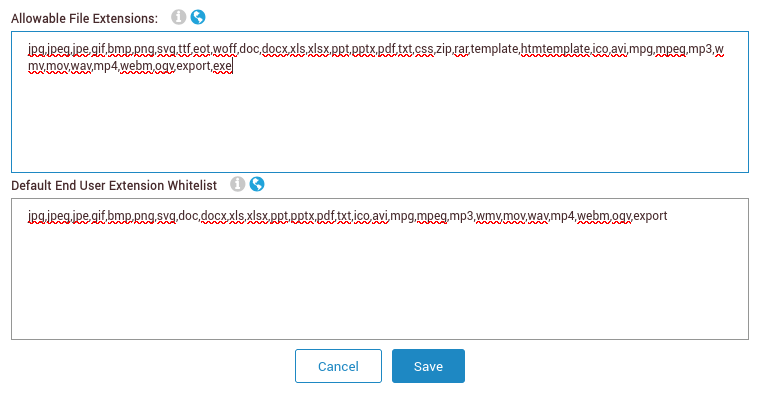 Allowable File Extensions:
jpg,jpeg,jpe,gif,bmp,png,svg,ttf,eot,woff,doc,docx,xls,xlsx,ppt,pptx,pdf,txt,css,zip,rar,template,htmtemplate,ico,avi,mpg,mpeg,mp3,w
mv,mov,wav,mp4,webm,ogv,export,exe
Default End User Extension Whitelist
jpg,jpeg,jpe,gif,bmp,png,svg,doc,docx,xls,xlsx,ppt,pptx,pdf,txt,ico,avi,mpg,mpeg,mp3,wmv,mov,wav,mp4,webm,ogv,export
Cancel Save